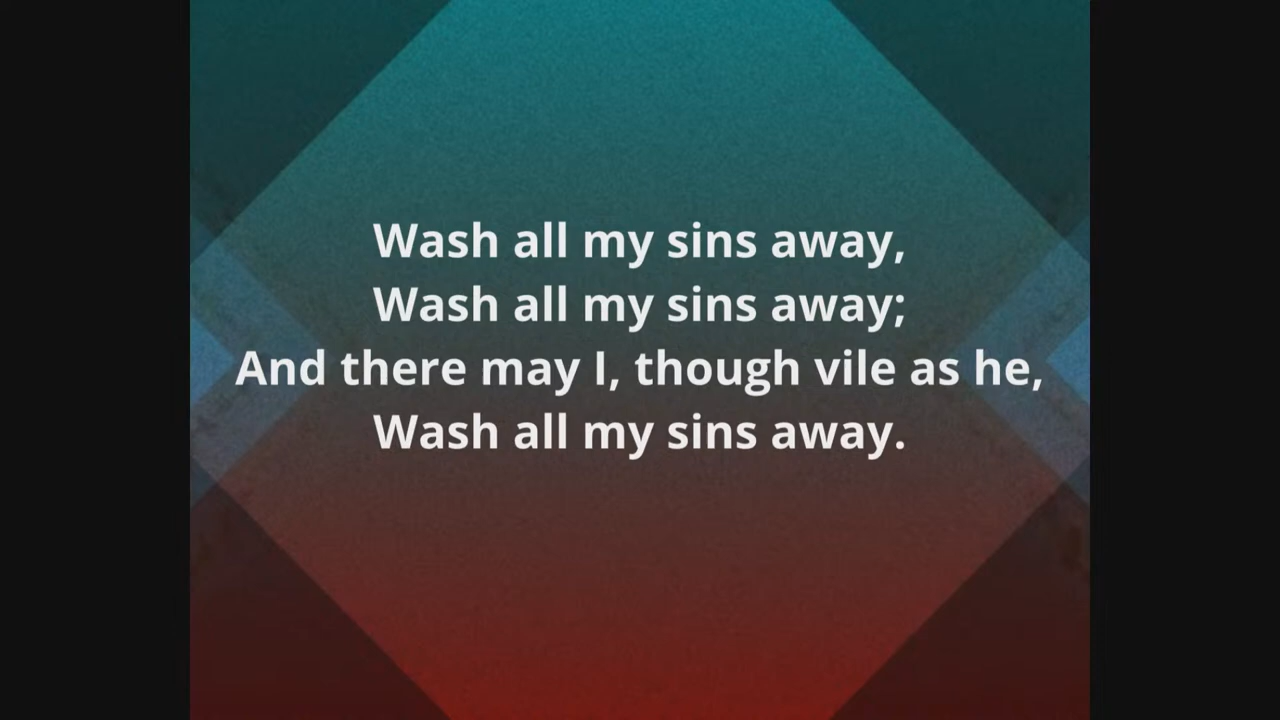 Wash all my sins away,
Wash all my sins away;
And there may I, though vile as he,
Wash all my sins away.